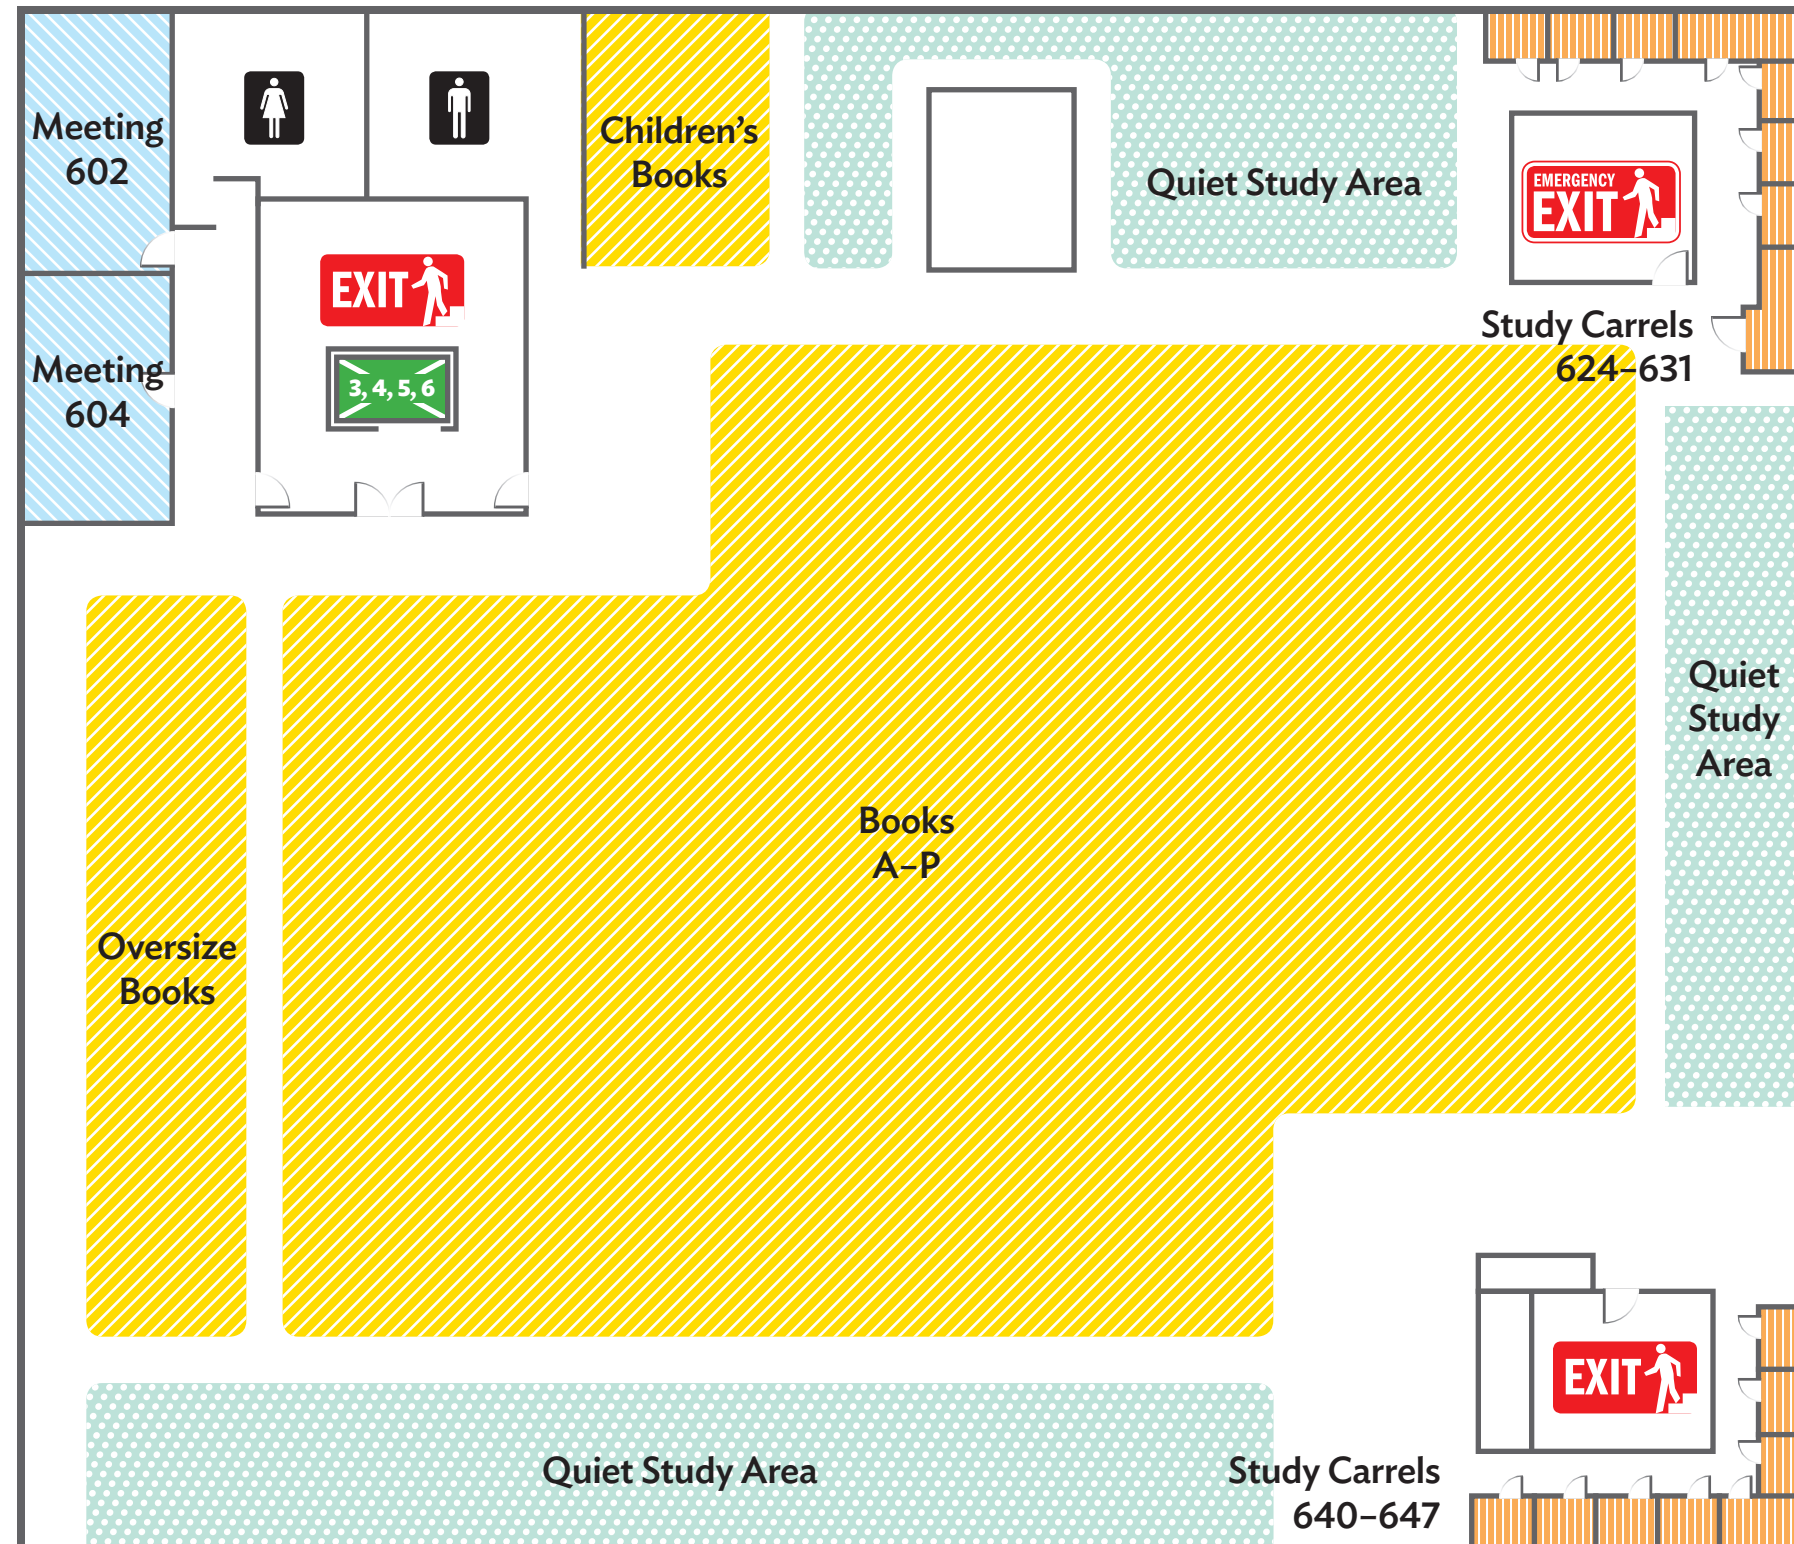 Meeting
602
Children's
Books
Quiet Study Area
EMERGENCY
EXIT
EXIT
Study Carrels
624–631
Meeting
604
3, 4, 5, 6
Quiet
Study
Area
Books
A–P
Oversize
Books
EXIT
Quiet Study Area
Study Carrels
640–647